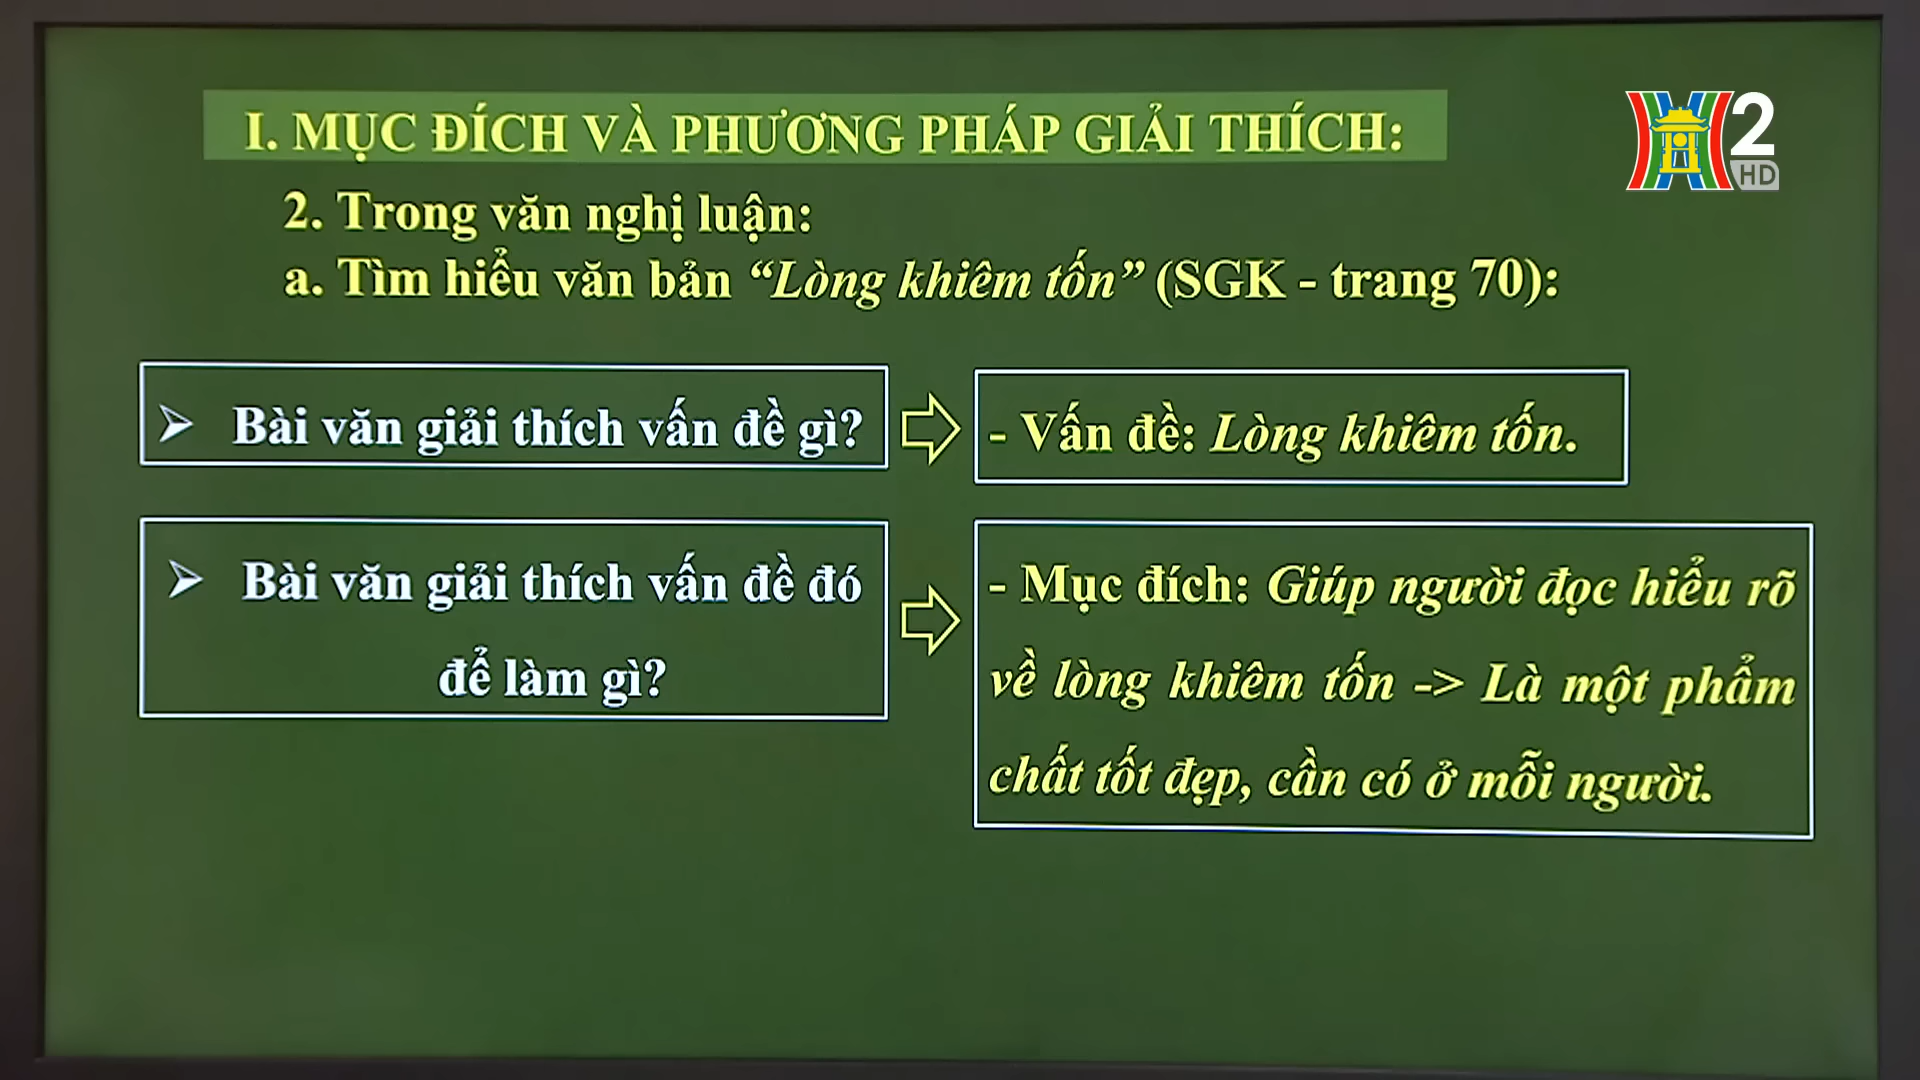 I. MỤC ĐÍCH VÀ PHƯƠNG PHÁP GIẢI THÍCH:
2
HD
2. Trong văn nghị luận:
a. Tìm hiểu văn bản “Lòng khiêm tốn” (SGK - trang 70):
➢ Bài văn giải thích vấn đề gì?
- Vấn đề: Lòng khiêm tốn.
➢ Bài văn giải thích vấn đề đó
để làm gì?
- Mục đích: Giúp người đọc hiểu rõ
về lòng khiêm tốn -> Là một phẩm
chất tốt đẹp, cần có ở mỗi người.